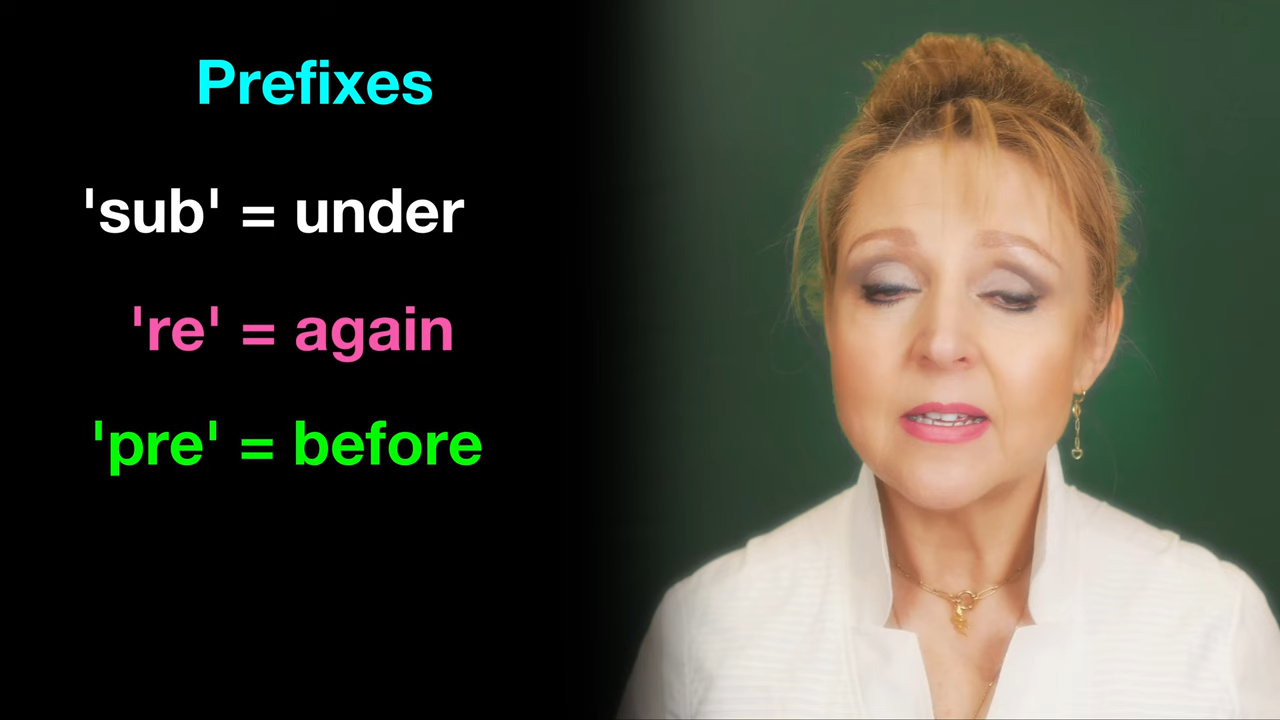 Prefixes
'sub' = under
're' = again
'pre' = before